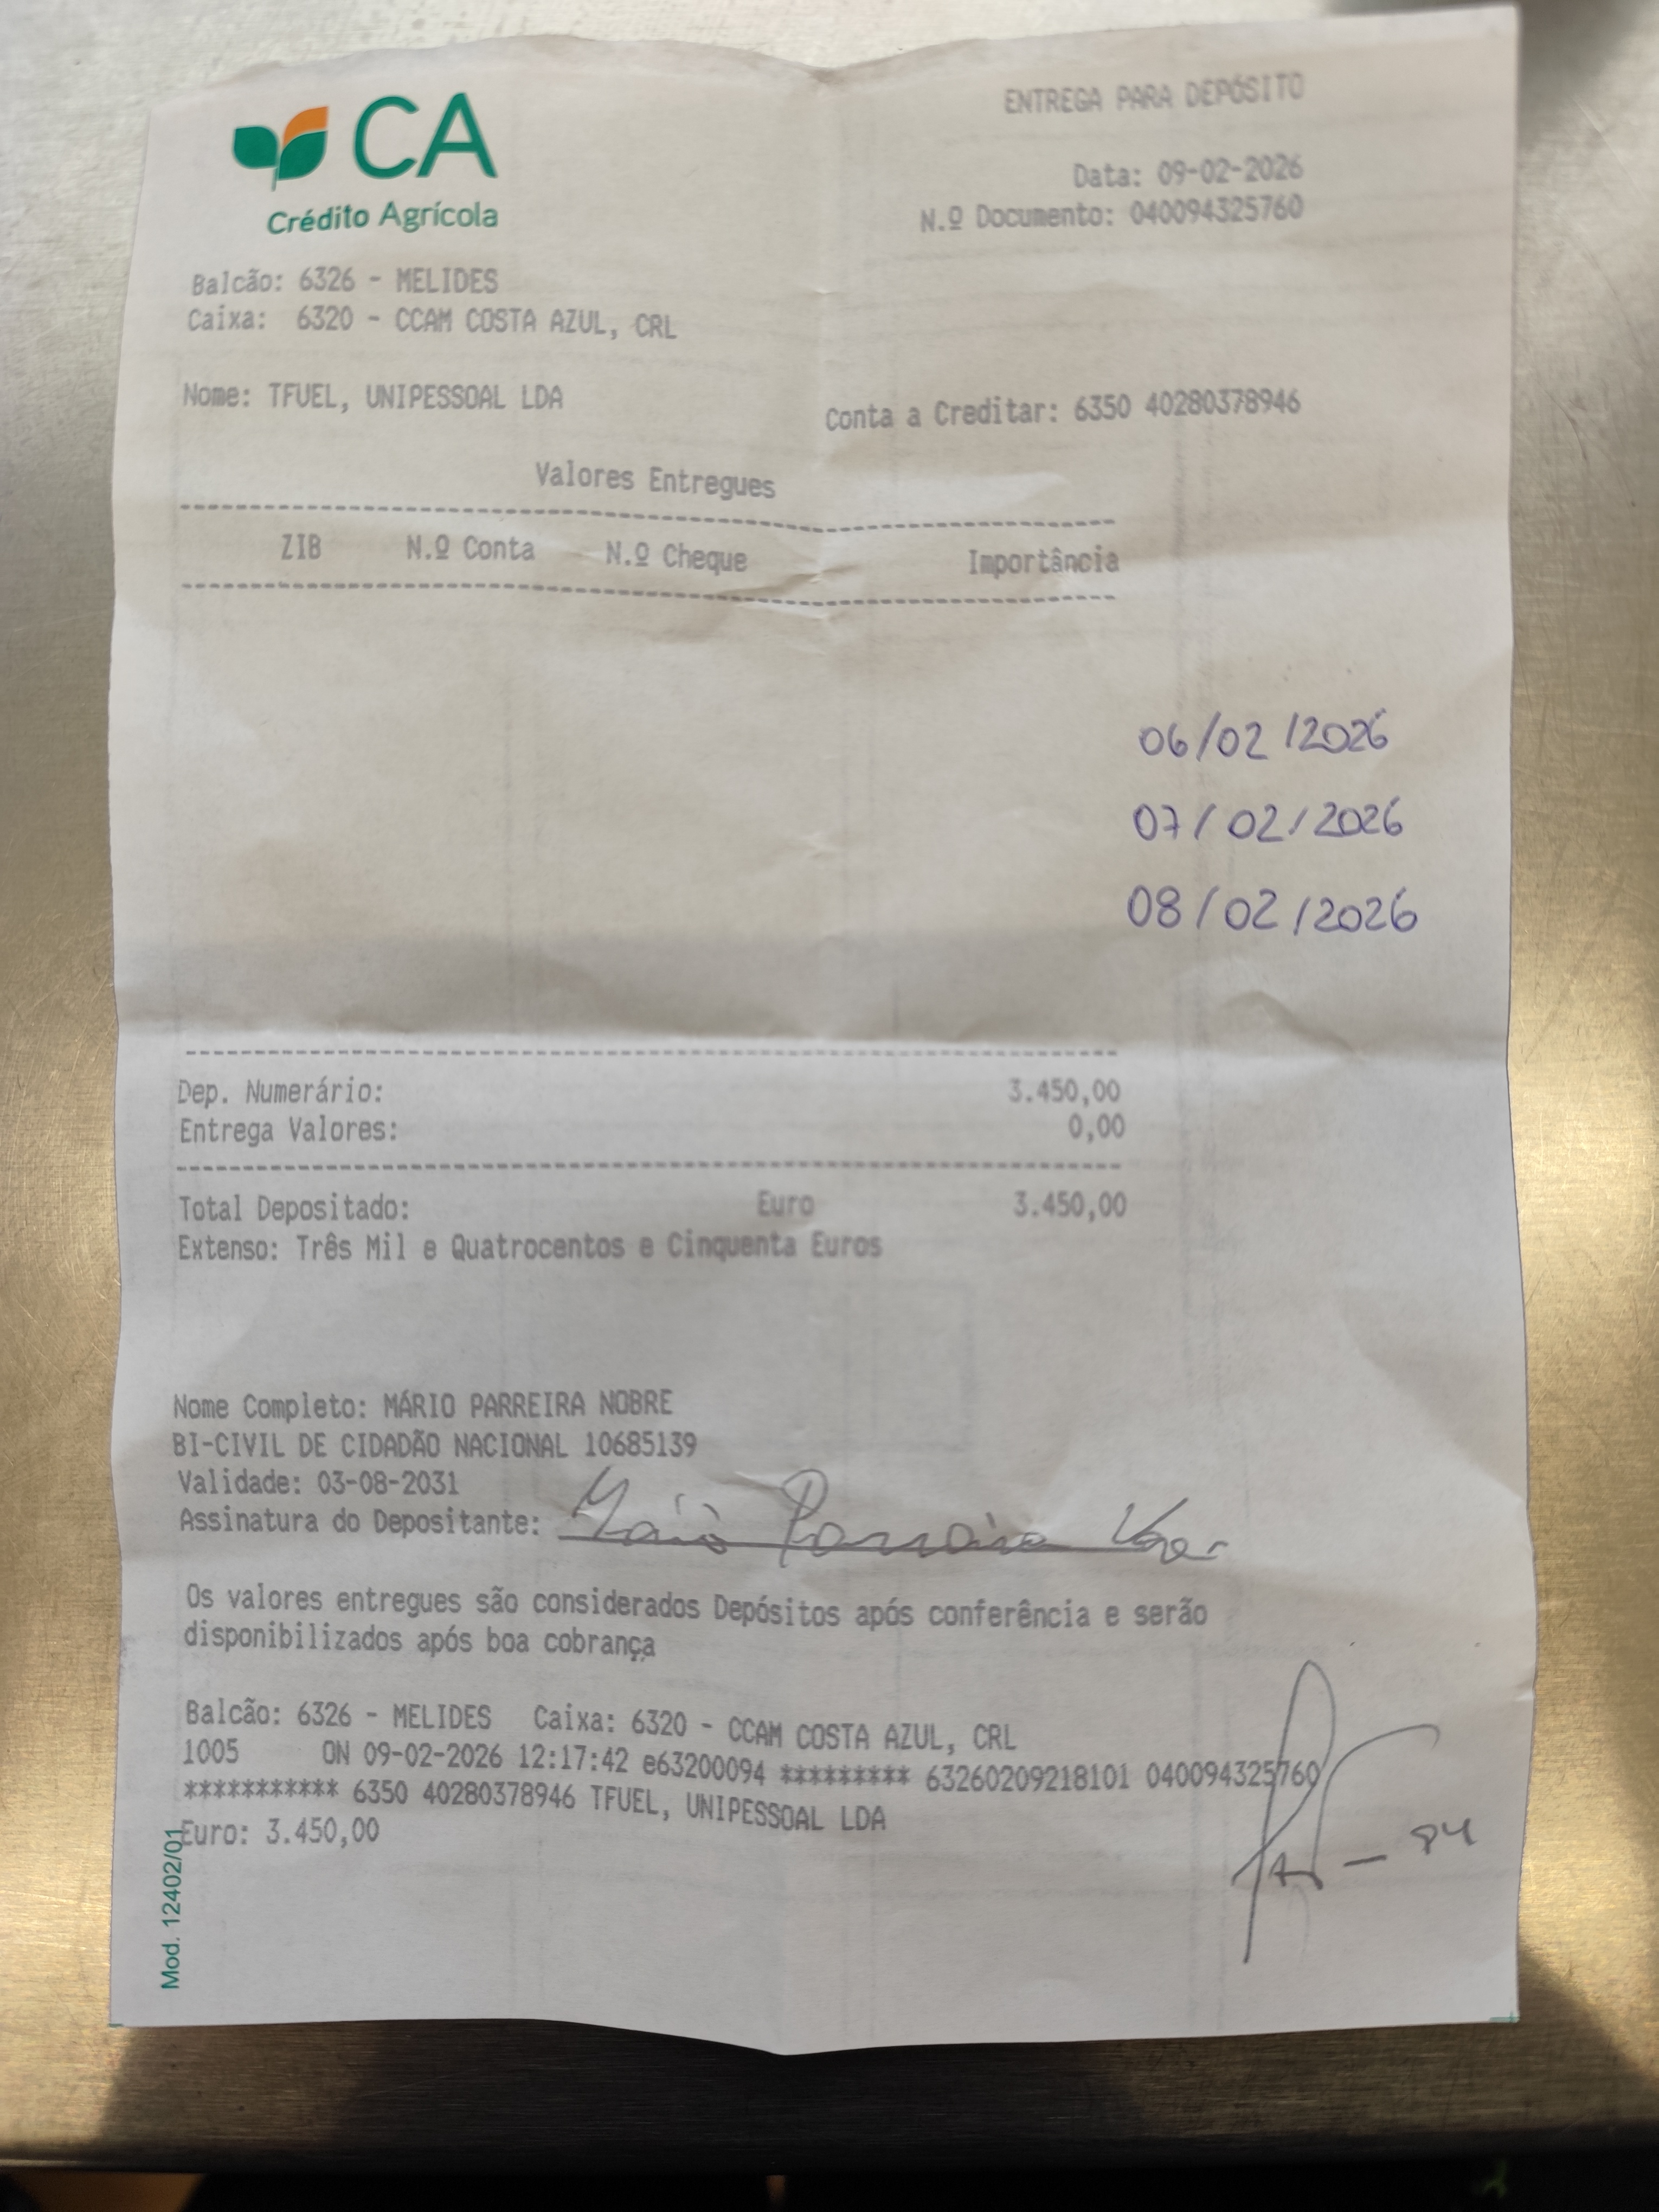 CA
Crédito Agrícola
ENTREGA PARA DEPÓSITO
Data: 09-02-2026
N.º Documento: 040094325760
Balcão: 6326 - MELIDES
Caixa: 6320 - CCAM COSTA AZUL, CRL
Nome: TFUEL, UNIPESSOAL LDA
Conta a Creditar: 6350 40280378946
Valores Entregues
ZIB N.º Conta N.º Cheque Importância
06/02/2026
07/02/2026
08/02/2026
Dep. Numerário: 3.450,00
Entrega Valores: 0,00
Total Depositado: Euro 3.450,00
Extenso: Três Mil e Quatrocentos e Cinquenta Euros
Nome Completo: MÁRIO PARREIRA NOBRE
BI-CIVIL DE CIDADÃO NACIONAL 10685139
Validade: 03-08-2031
Assinatura do Depositante: Mário Parreira
Os valores entregues são considerados Depósitos após conferência e serão
disponibilizados após boa cobrança
Balcão: 6326 - MELIDES Caixa: 6320 - CCAM COSTA AZUL, CRL
1005 ON 09-02-2026 12:17:42 e63200094 ********* 63260209218101 040094325760
*********** 6350 40280378946 TFUEL, UNIPESSOAL LDA
Euro: 3.450,00
Mod. 12402/01